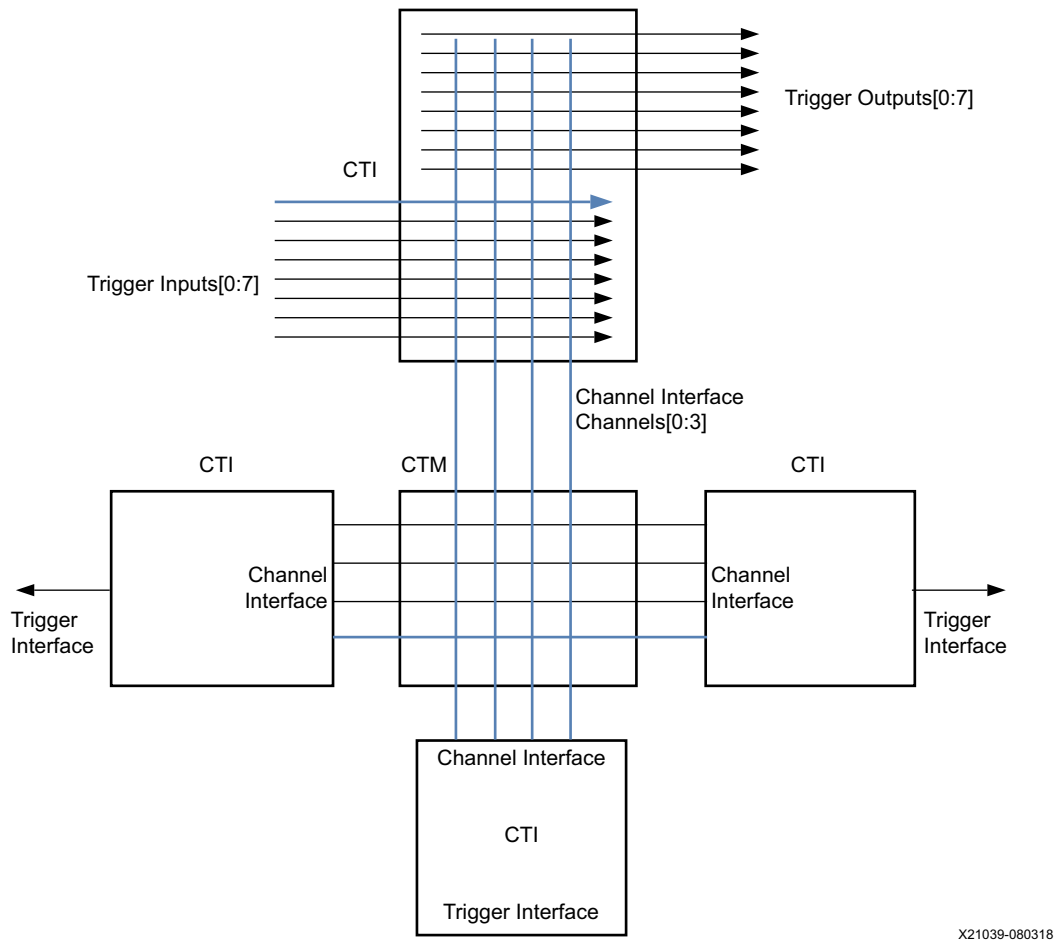 Trigger Outputs[0:7]
CTI
Trigger Inputs[0:7]
Channel Interface
Channels[0:3]
CTI
CTM
CTI
Channel
Interface
Channel
Interface
Trigger
Interface
Trigger
Interface
Channel Interface
CTI
Trigger Interface
X21039-080318